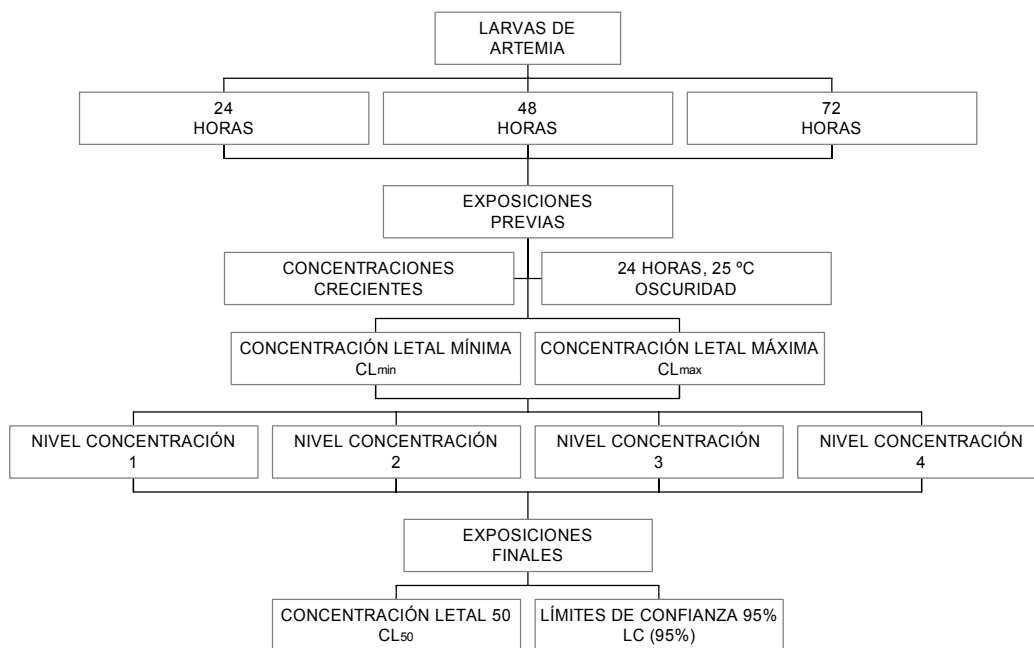 LARVAS DE
ARTEMIA
24
HORAS
48
HORAS
72
HORAS
EXPOSICIONES
PREVIAS
CONCENTRACIONES
CRECIENTES
24 HORAS, 25 ºC
OSCURIDAD
CONCENTRACIÓN LETAL MÍNIMA
CLmin
CONCENTRACIÓN LETAL MÁXIMA
CLmax
NIVEL CONCENTRACIÓN
1
NIVEL CONCENTRACIÓN
2
NIVEL CONCENTRACIÓN
3
NIVEL CONCENTRACIÓN
4
EXPOSICIONES
FINALES
CONCENTRACIÓN LETAL 50
CL50
LÍMITES DE CONFIANZA 95%
LC (95%)